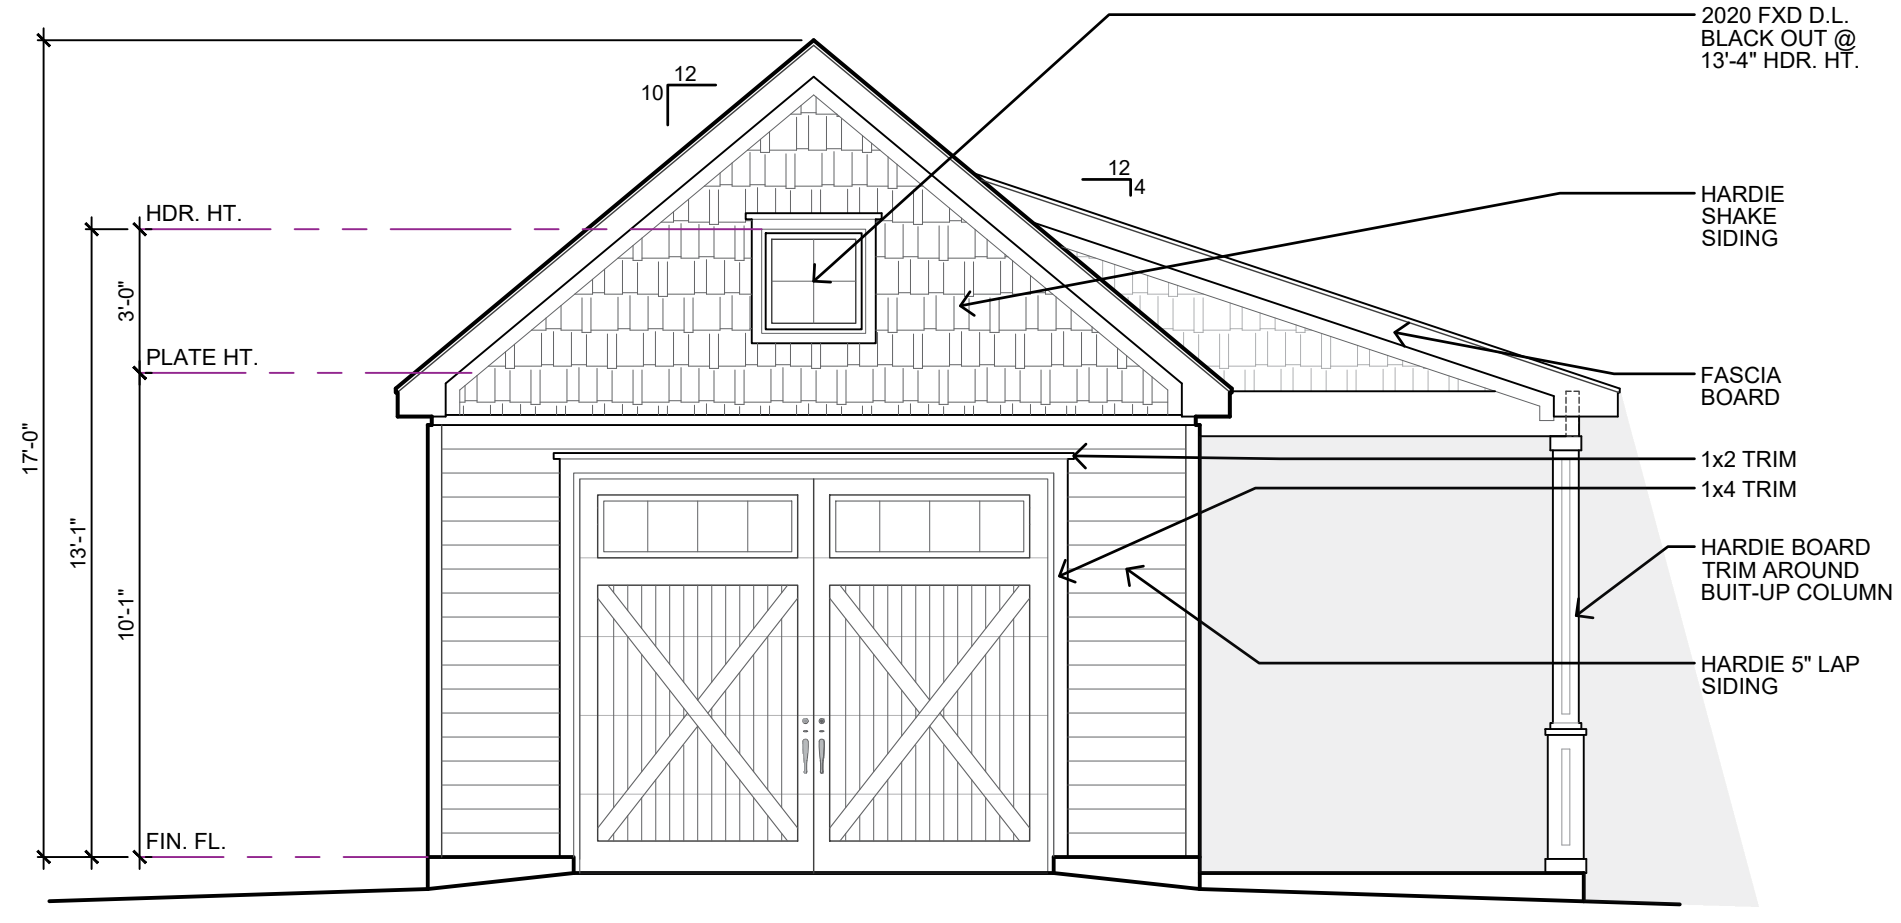 2020 FXD D.L.
BLACK OUT @
13'-4" HDR. HT.
12
10
12
4
HARDIE
SHAKE
SIDING
HDR. HT.
3'-0"
PLATE HT.
FASCIA
BOARD
17'-0"
1x2 TRIM
1x4 TRIM
13'-1"
HARDIE BOARD
TRIM AROUND
BUIT-UP COLUMN
10'-1"
HARDIE 5" LAP
SIDING
FIN. FL.